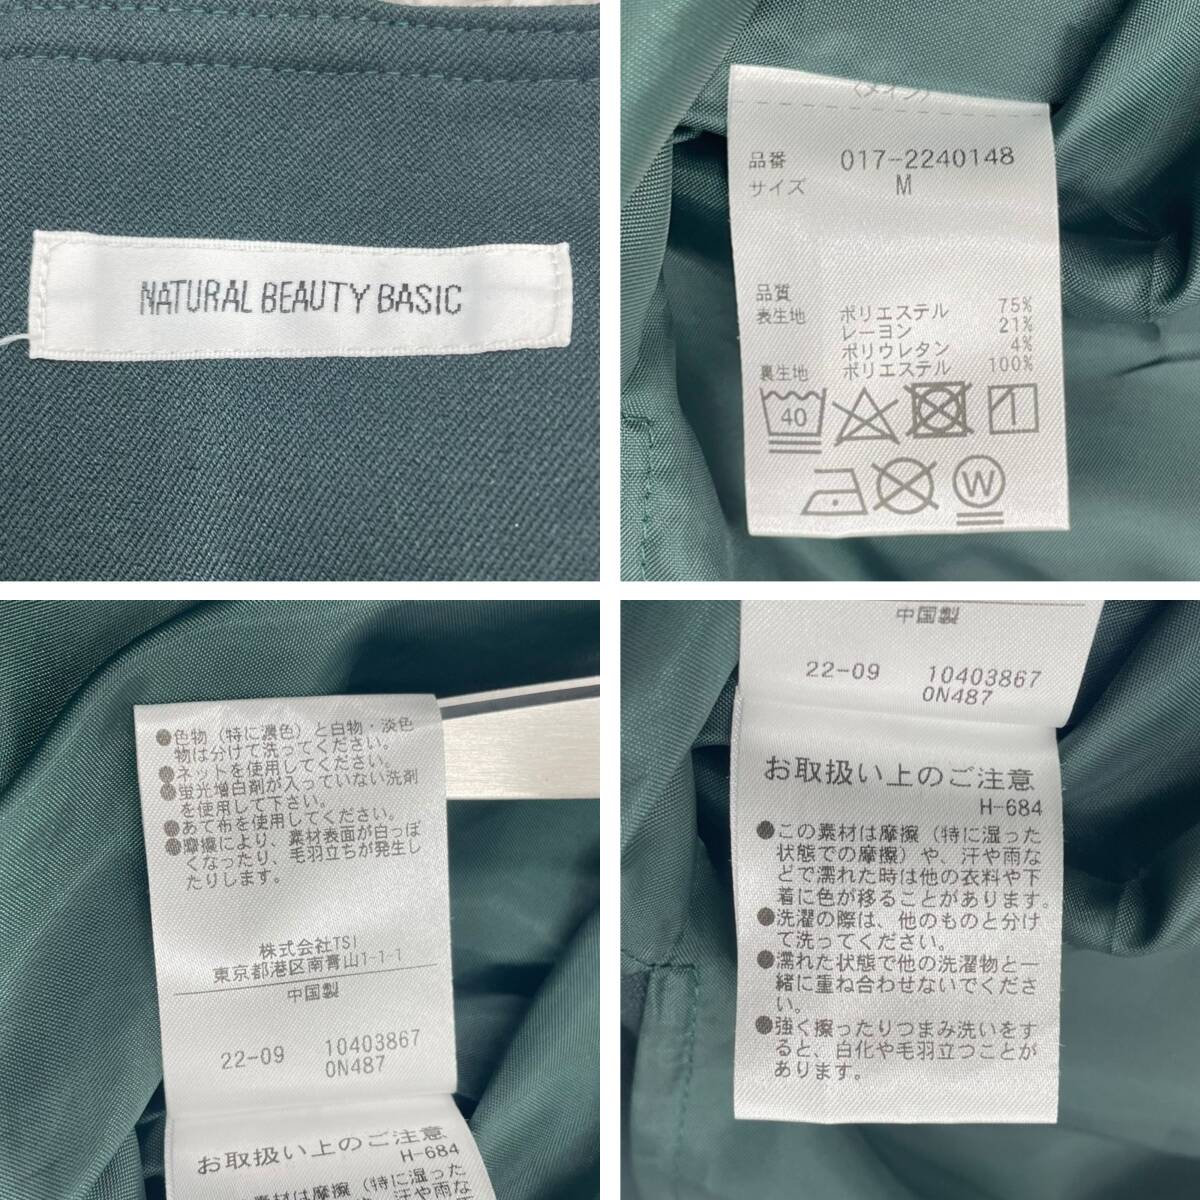 NATURAL BEAUTY BASIC
(メイン)
品番 017-2240148
サイズ M
品質
表生地 ポリエステル 75%
レーヨン 21%
ポリウレタン 4%
裏生地 ポリエステル 100%
40
W
●色物(特に濃色)と白物・淡色
物は分けて洗ってください。
●ネットを使用してください。
●蛍光増白剤が入っていない洗剤
を使用して下さい。
●あて布を使用してください。
●摩擦により、素材表面が白っぽ
くなったり、毛羽立ちが発生し
たりします。
株式会社TSI
東京都港区南青山1-1-1
中国製
22-09 10403867
0N487
お取扱い上のご注意
H-684
素材は摩擦(特に湿った
中国製
22-09 10403867
0N487
お取扱い上のご注意
H-684
●この素材は摩擦(特に湿った
状態での摩擦)や、汗や雨な
どで濡れた時は他の衣料や下
着に色が移ることがあります。
●洗濯の際は、他のものと分け
て洗ってください。
●濡れた状態で他の洗濯物と一
緒に重ね合わせないでくださ
い。
●強く擦ったりつまみ洗いをす
ると、白化や毛羽立つことが
あります。